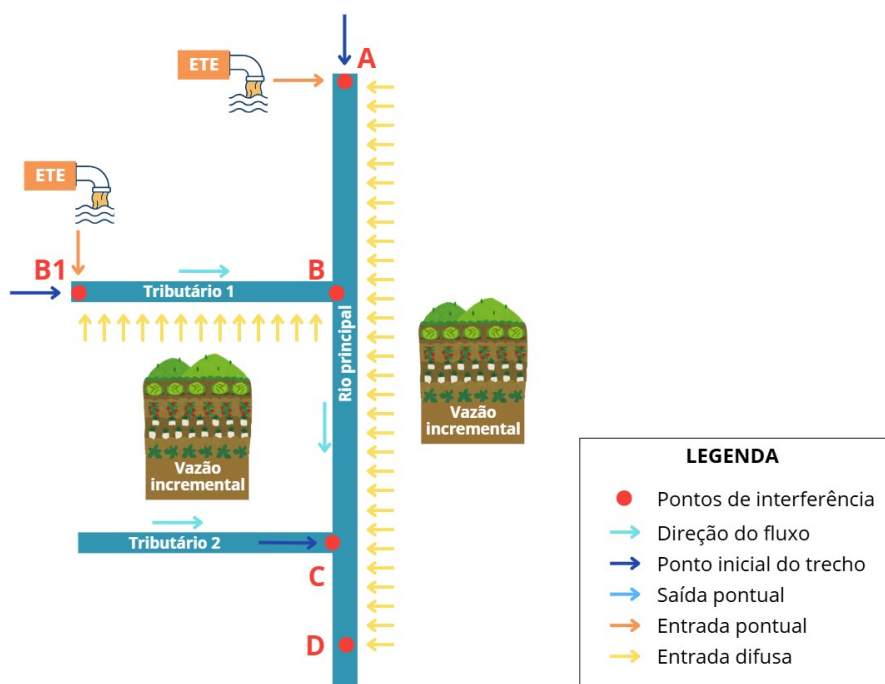 A
ETE
ETE
B1
B
Tributário 1
Rio principal
Vazão
incremental
Vazão
incremental
Tributário 2
C
D
LEGENDA
Pontos de interferência
Direção do fluxo
Ponto inicial do trecho
Saída pontual
Entrada pontual
Entrada difusa